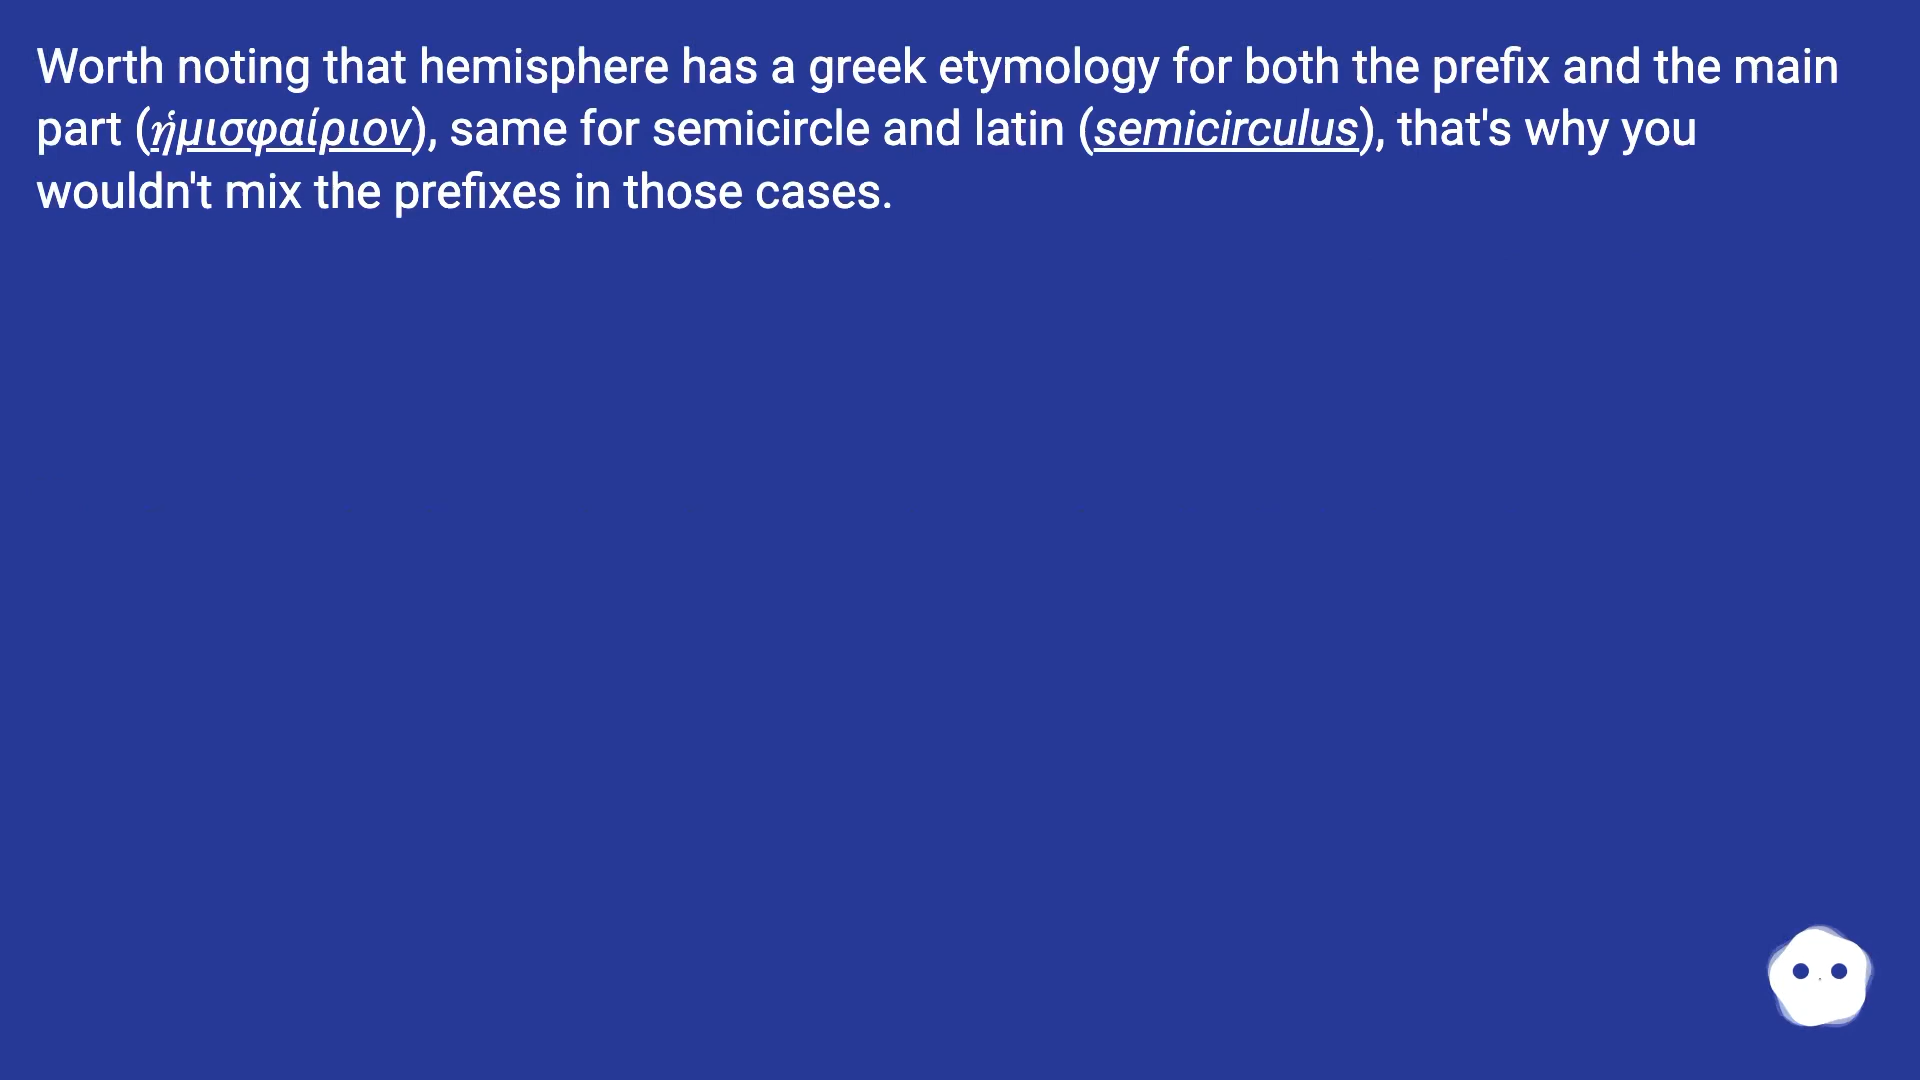 Worth noting that hemisphere has a greek etymology for both the prefix and the main
part (ἡμισφαίριον), same for semicircle and latin (semicirculus), that's why you
wouldn't mix the prefixes in those cases.